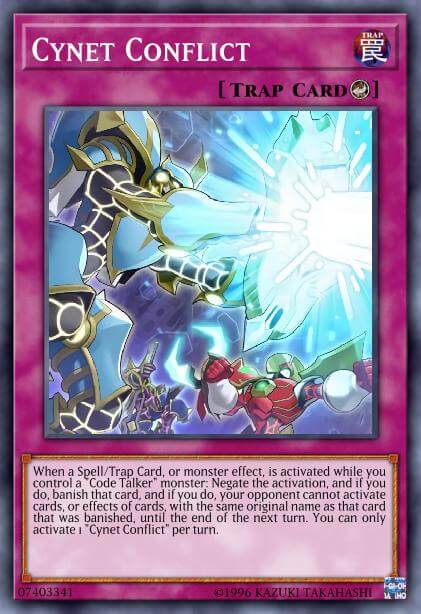 CYNET CONFLICT
TRAP
罠
[TRAP CARD]
When a Spell/Trap Card, or monster effect, is activated while you
control a "Code Talker" monster: Negate the activation, and if you
do, banish that card, and if you do, your opponent cannot activate
cards, or effects of cards, with the same original name as that card
that was banished, until the end of the next turn. You can only
activate 1 "Cynet Conflict" per turn.
07403341
©1996 KAZUKI TAKAHASHI